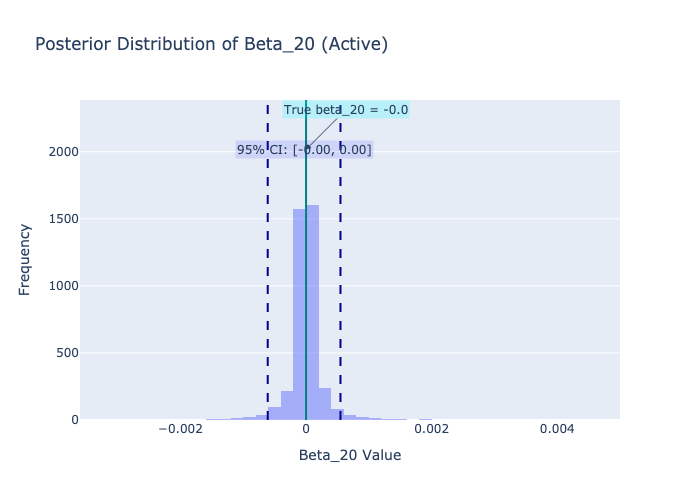 Posterior Distribution of Beta_20 (Active)
True beta_20 = -0.0
95% CI: [-0.00, 0.00]
2000
1500
1000
500
0
Frequency
−0.002
0
0.002
0.004
Beta_20 Value